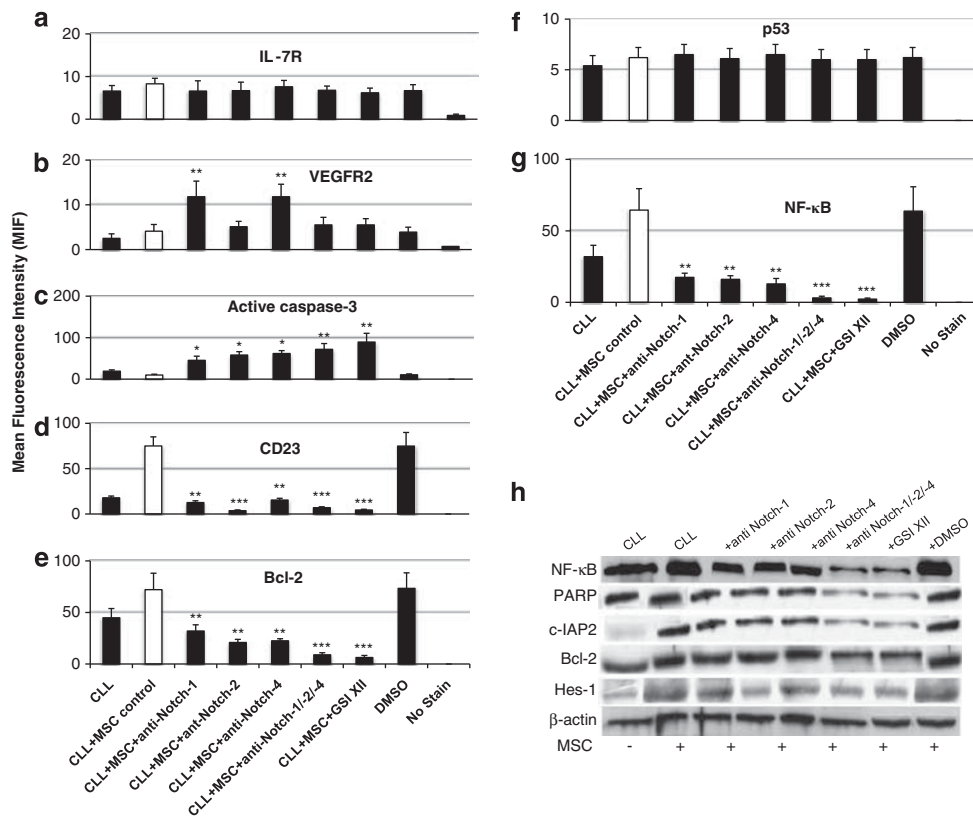 a
IL-7R
20
10
0
b
VEGFR2
20
10
0
** **
c
Active caspase-3
200
100
0
* * * ** **
d
CD23
100
50
0
** *** ** *** ***
e
Bcl-2
100
50
0
** ** ** *** ***
Mean Fluorescence Intensity (MIF)
CLL
CLL+MSC control
CLL+MSC+anti-Notch-1
CLL+MSC+anti-Notch-2
CLL+MSC+anti-Notch-4
CLL+MSC+anti-Notch-1/-2/-4
CLL+MSC+GSI XII
DMSO
No Stain
f
p53
10
5
0
g
NF-κB
100
50
0
** ** ** *** ***
CLL
CLL+MSC control
CLL+MSC+anti-Notch-1
CLL+MSC+ant-Notch-2
CLL+MSC+anti-Notch-4
CLL+MSC+anti-Notch-1/-2/-4
CLL+MSC+GSI XII
DMSO
No Stain
h
CLL
CLL
+anti Notch-1
+anti Notch-2
+anti Notch-4
+anti Notch-1/-2/-4
+GSI XII
+DMSO
NF-κB
PARP
c-IAP2
Bcl-2
Hes-1
β-actin
MSC - + + + + + +